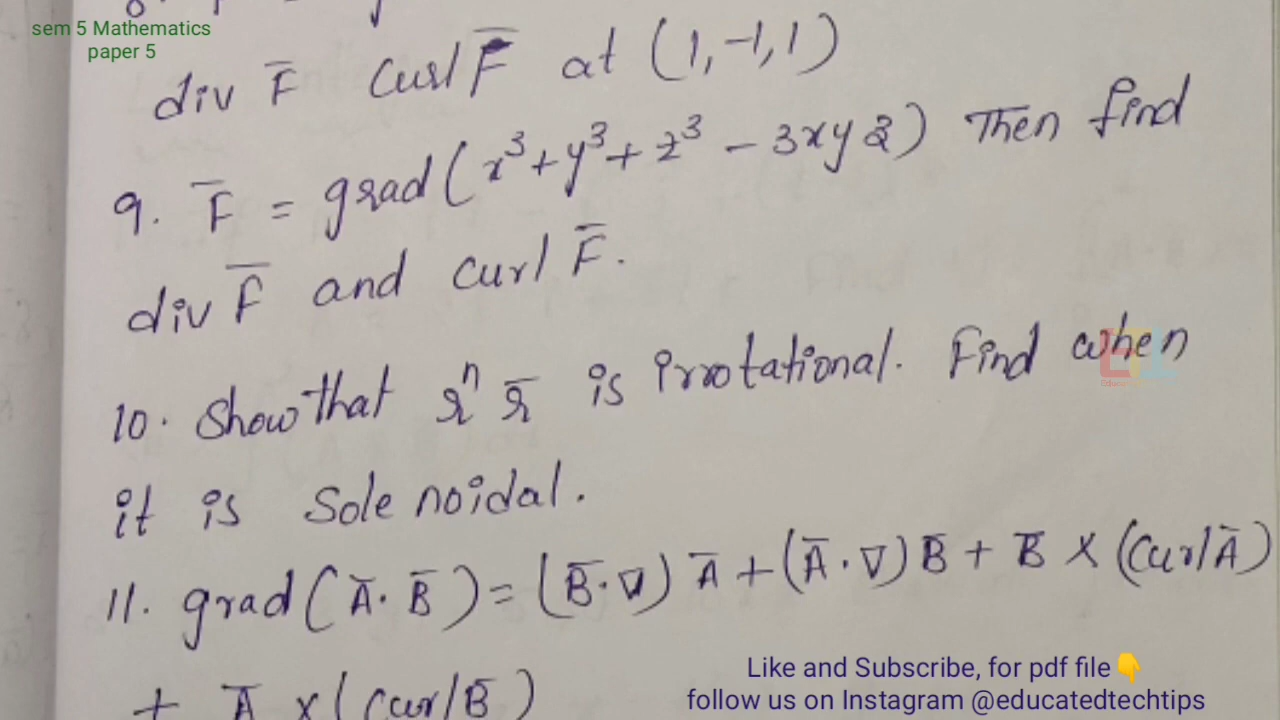 sem 5 Mathematics
paper 5
div F̅ Curl F̅ at (1,-1,1)
9. F̅ = grad(x³+y³+z³ - 3xyz) Then find
div F̅ and curl F̅.
10. Show that rⁿ r̅ is irrotational. Find when
it is Sole noidal.
11. grad(A̅·B̅) = (B̅·∇) A̅ + (A̅·∇) B̅ + B̅ × (Curl A̅)
+ A̅ × (Curl B̅)
Like and Subscribe, for pdf file👇
follow us on Instagram @educatedtechtips